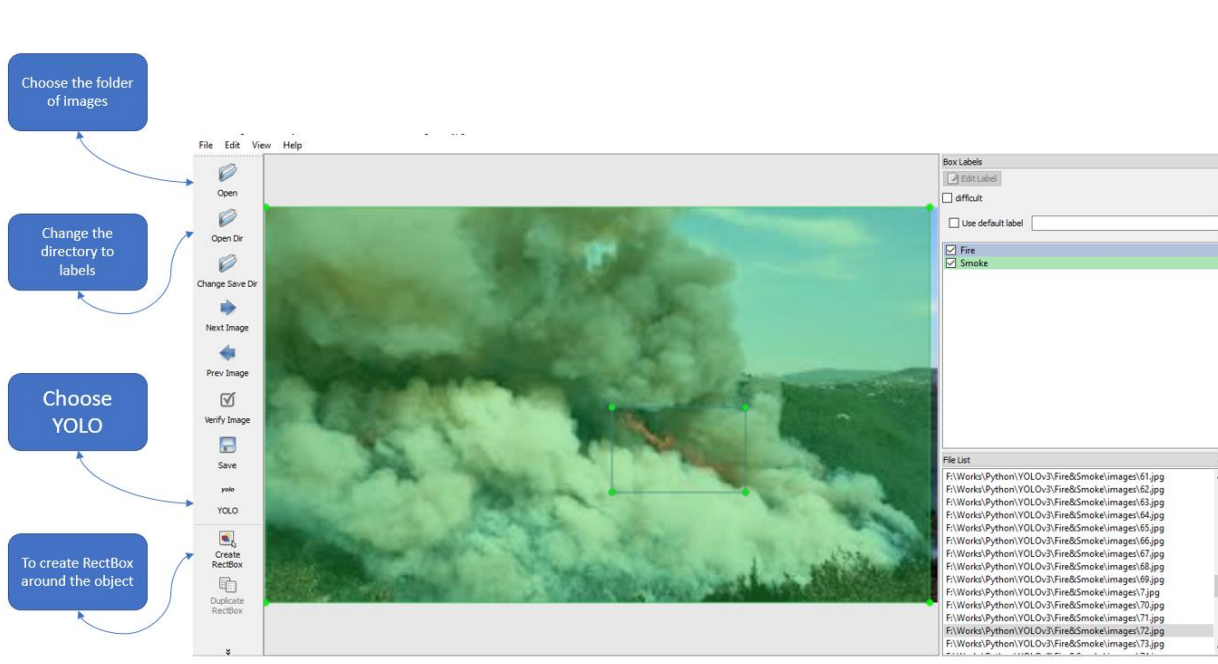 Choose the folder
of images
Change the
directory to
labels
Choose
YOLO
To create RectBox
around the object
File Edit View Help
Open
Open Dir
Change Save Dir
Next Image
Prev Image
Verify Image
Save
yolo
YOLO
Create
RectBox
Duplicate
RectBox
Box Labels
Edit Label
difficult
Use default label
Fire
Smoke
File List
F:\Works\Python\YOLOv3\Fire&Smoke\images\61.jpg
F:\Works\Python\YOLOv3\Fire&Smoke\images\62.jpg
F:\Works\Python\YOLOv3\Fire&Smoke\images\63.jpg
F:\Works\Python\YOLOv3\Fire&Smoke\images\64.jpg
F:\Works\Python\YOLOv3\Fire&Smoke\images\65.jpg
F:\Works\Python\YOLOv3\Fire&Smoke\images\66.jpg
F:\Works\Python\YOLOv3\Fire&Smoke\images\67.jpg
F:\Works\Python\YOLOv3\Fire&Smoke\images\68.jpg
F:\Works\Python\YOLOv3\Fire&Smoke\images\69.jpg
F:\Works\Python\YOLOv3\Fire&Smoke\images\7.jpg
F:\Works\Python\YOLOv3\Fire&Smoke\images\70.jpg
F:\Works\Python\YOLOv3\Fire&Smoke\images\71.jpg
F:\Works\Python\YOLOv3\Fire&Smoke\images\72.jpg
F:\Works\Python\YOLOv3\Fire&Smoke\images\73.jpg